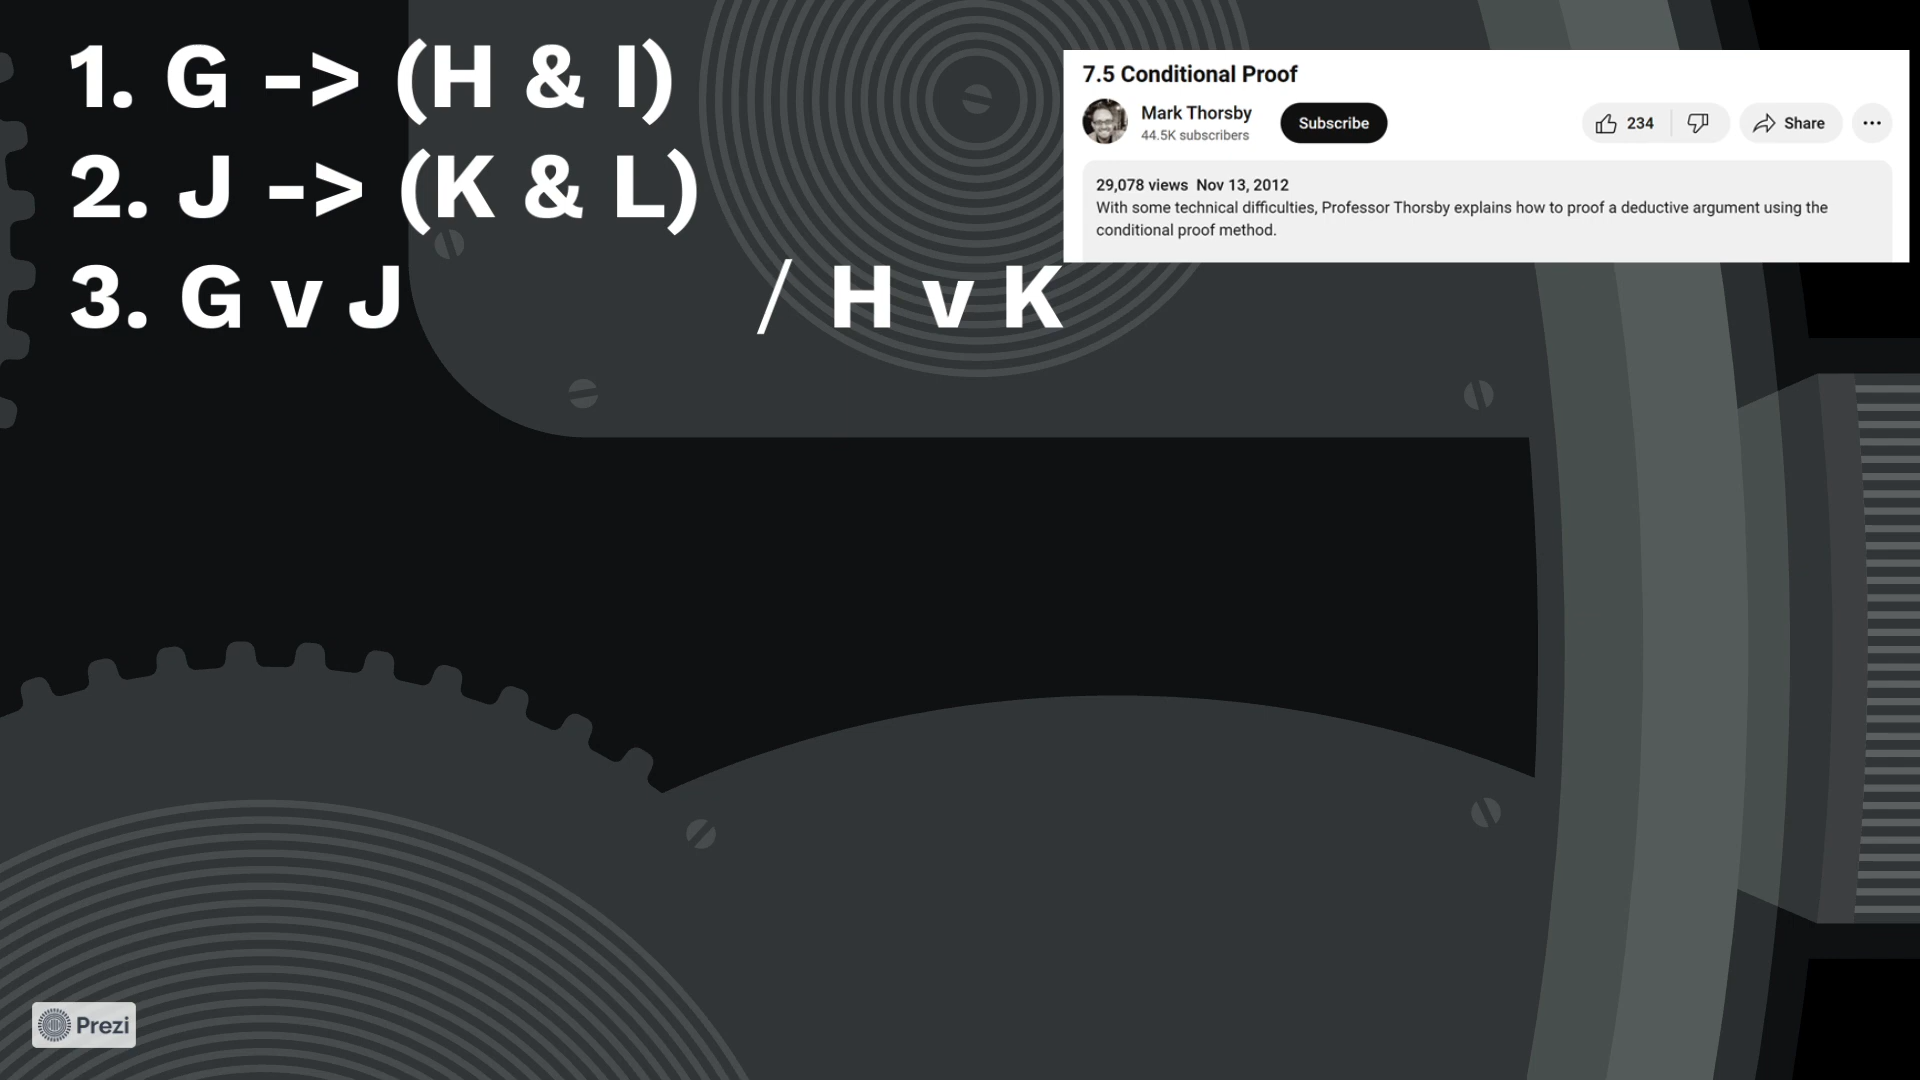 1. G -> (H & I)
2. J -> (K & L)
3. G v J / H v K
7.5 Conditional Proof
Mark Thorsby
44.5K subscribers
Subscribe
234
Share
29,078 views Nov 13, 2012
With some technical difficulties, Professor Thorsby explains how to proof a deductive argument using the
conditional proof method.
Prezi